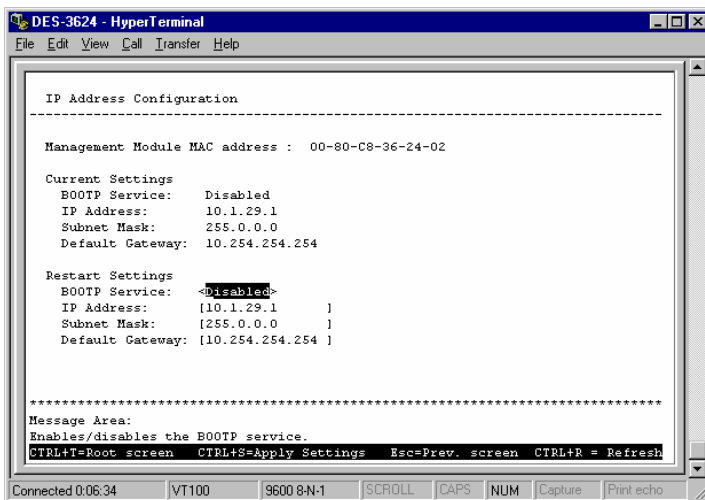 DES-3624 - HyperTerminal
File Edit View Call Transfer Help
IP Address Configuration
Management Module MAC address : 00-80-C8-36-24-02
Current Settings
BOOTP Service: Disabled
IP Address: 10.1.29.1
Subnet Mask: 255.0.0.0
Default Gateway: 10.254.254.254
Restart Settings
BOOTP Service: <Disabled>
IP Address: [10.1.29.1 ]
Subnet Mask: [255.0.0.0 ]
Default Gateway: [10.254.254.254 ]
*******************************************************************************
Message Area:
Enables/disables the BOOTP service.
CTRL+T=Root screen CTRL+S=Apply Settings Esc=Prev. screen CTRL+R = Refresh
Connected 0:06:34 VT100 9600 8-N-1 SCROLL CAPS NUM Capture Print echo